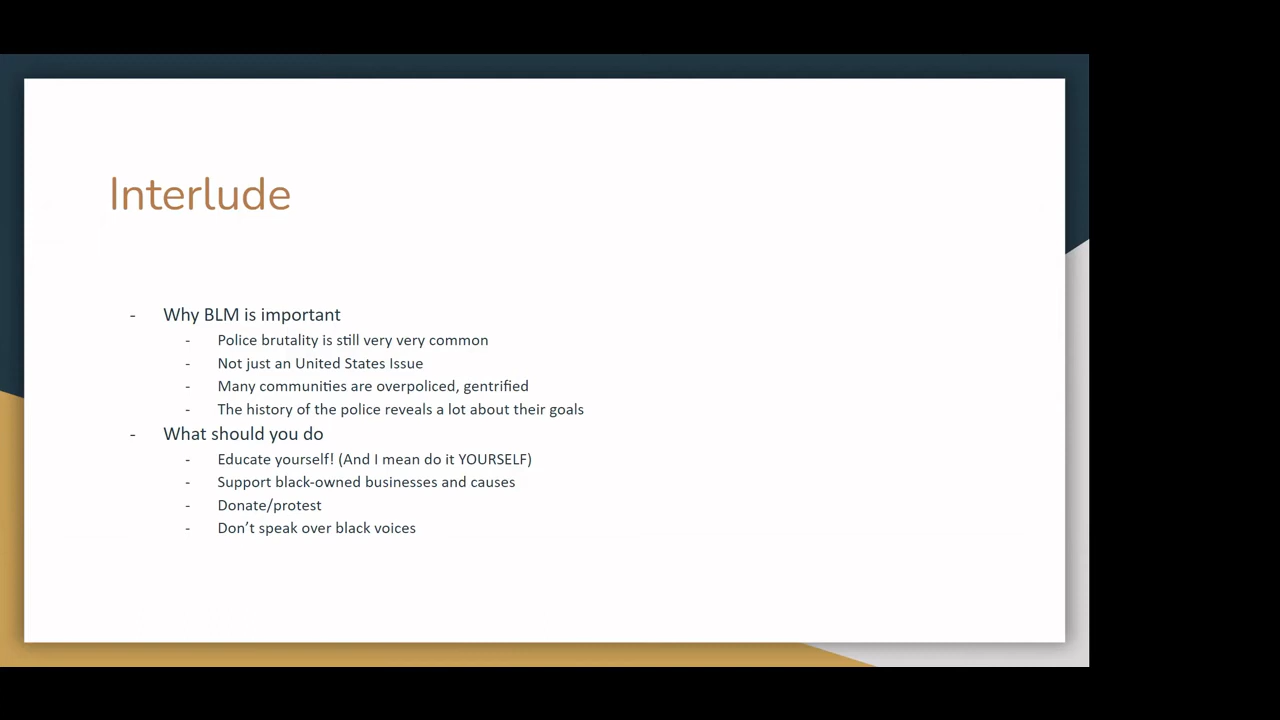 Interlude
- Why BLM is important
- Police brutality is still very very common
- Not just an United States Issue
- Many communities are overpoliced, gentrified
- The history of the police reveals a lot about their goals
- What should you do
- Educate yourself! (And I mean do it YOURSELF)
- Support black-owned businesses and causes
- Donate/protest
- Don’t speak over black voices